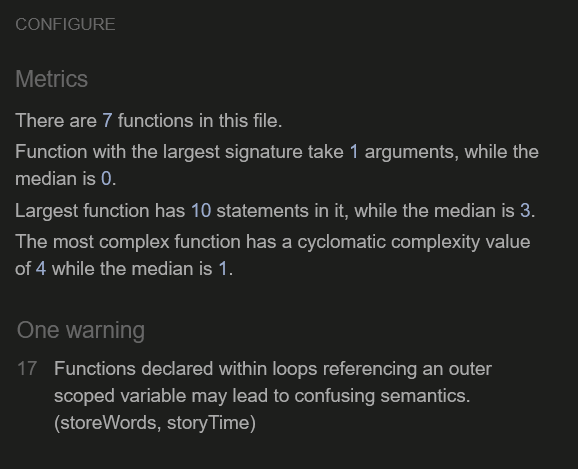 CONFIGURE
Metrics
There are 7 functions in this file.
Function with the largest signature take 1 arguments, while the
median is 0.
Largest function has 10 statements in it, while the median is 3.
The most complex function has a cyclomatic complexity value
of 4 while the median is 1.
One warning
17 Functions declared within loops referencing an outer
scoped variable may lead to confusing semantics.
(storeWords, storyTime)